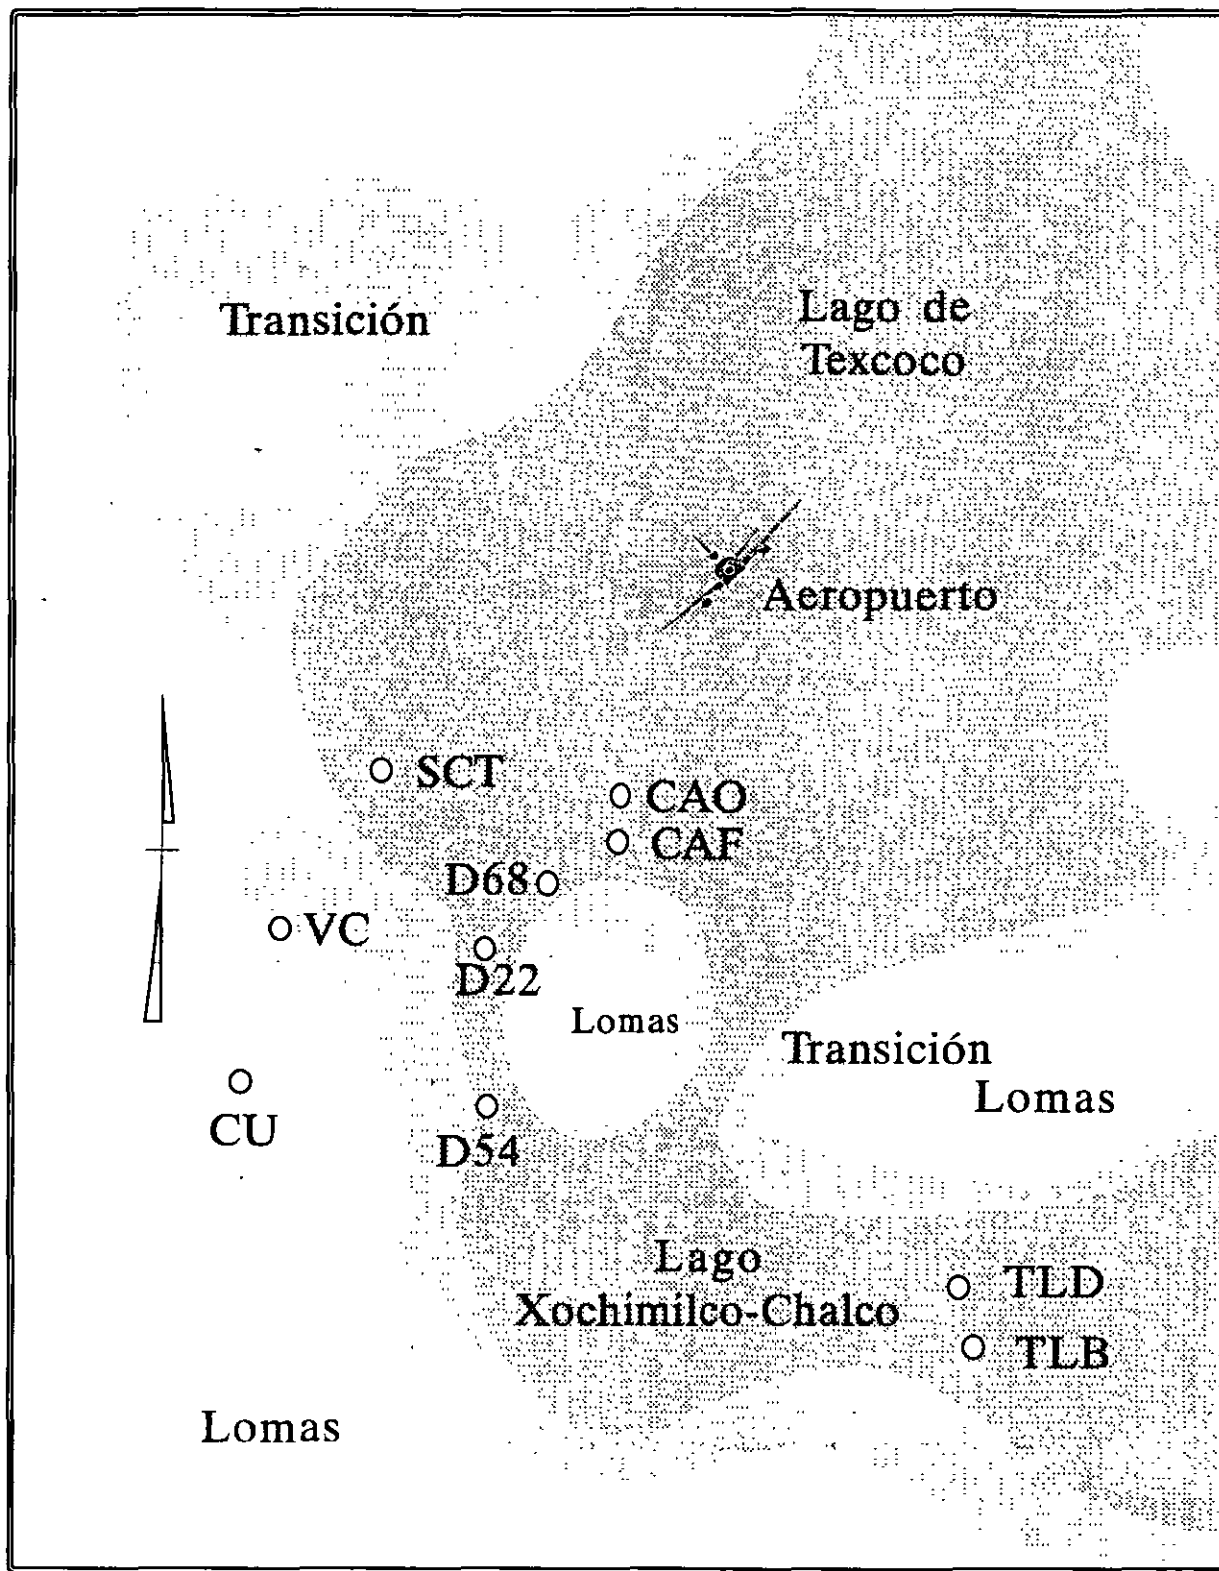 Transición
Lago de
Texcoco
Aeropuerto
SCT
CAO
CAF
D68
VC
D22
Lomas
Transición
Lomas
CU
D54
Lago
Xochimilco-Chalco
TLD
TLB
Lomas